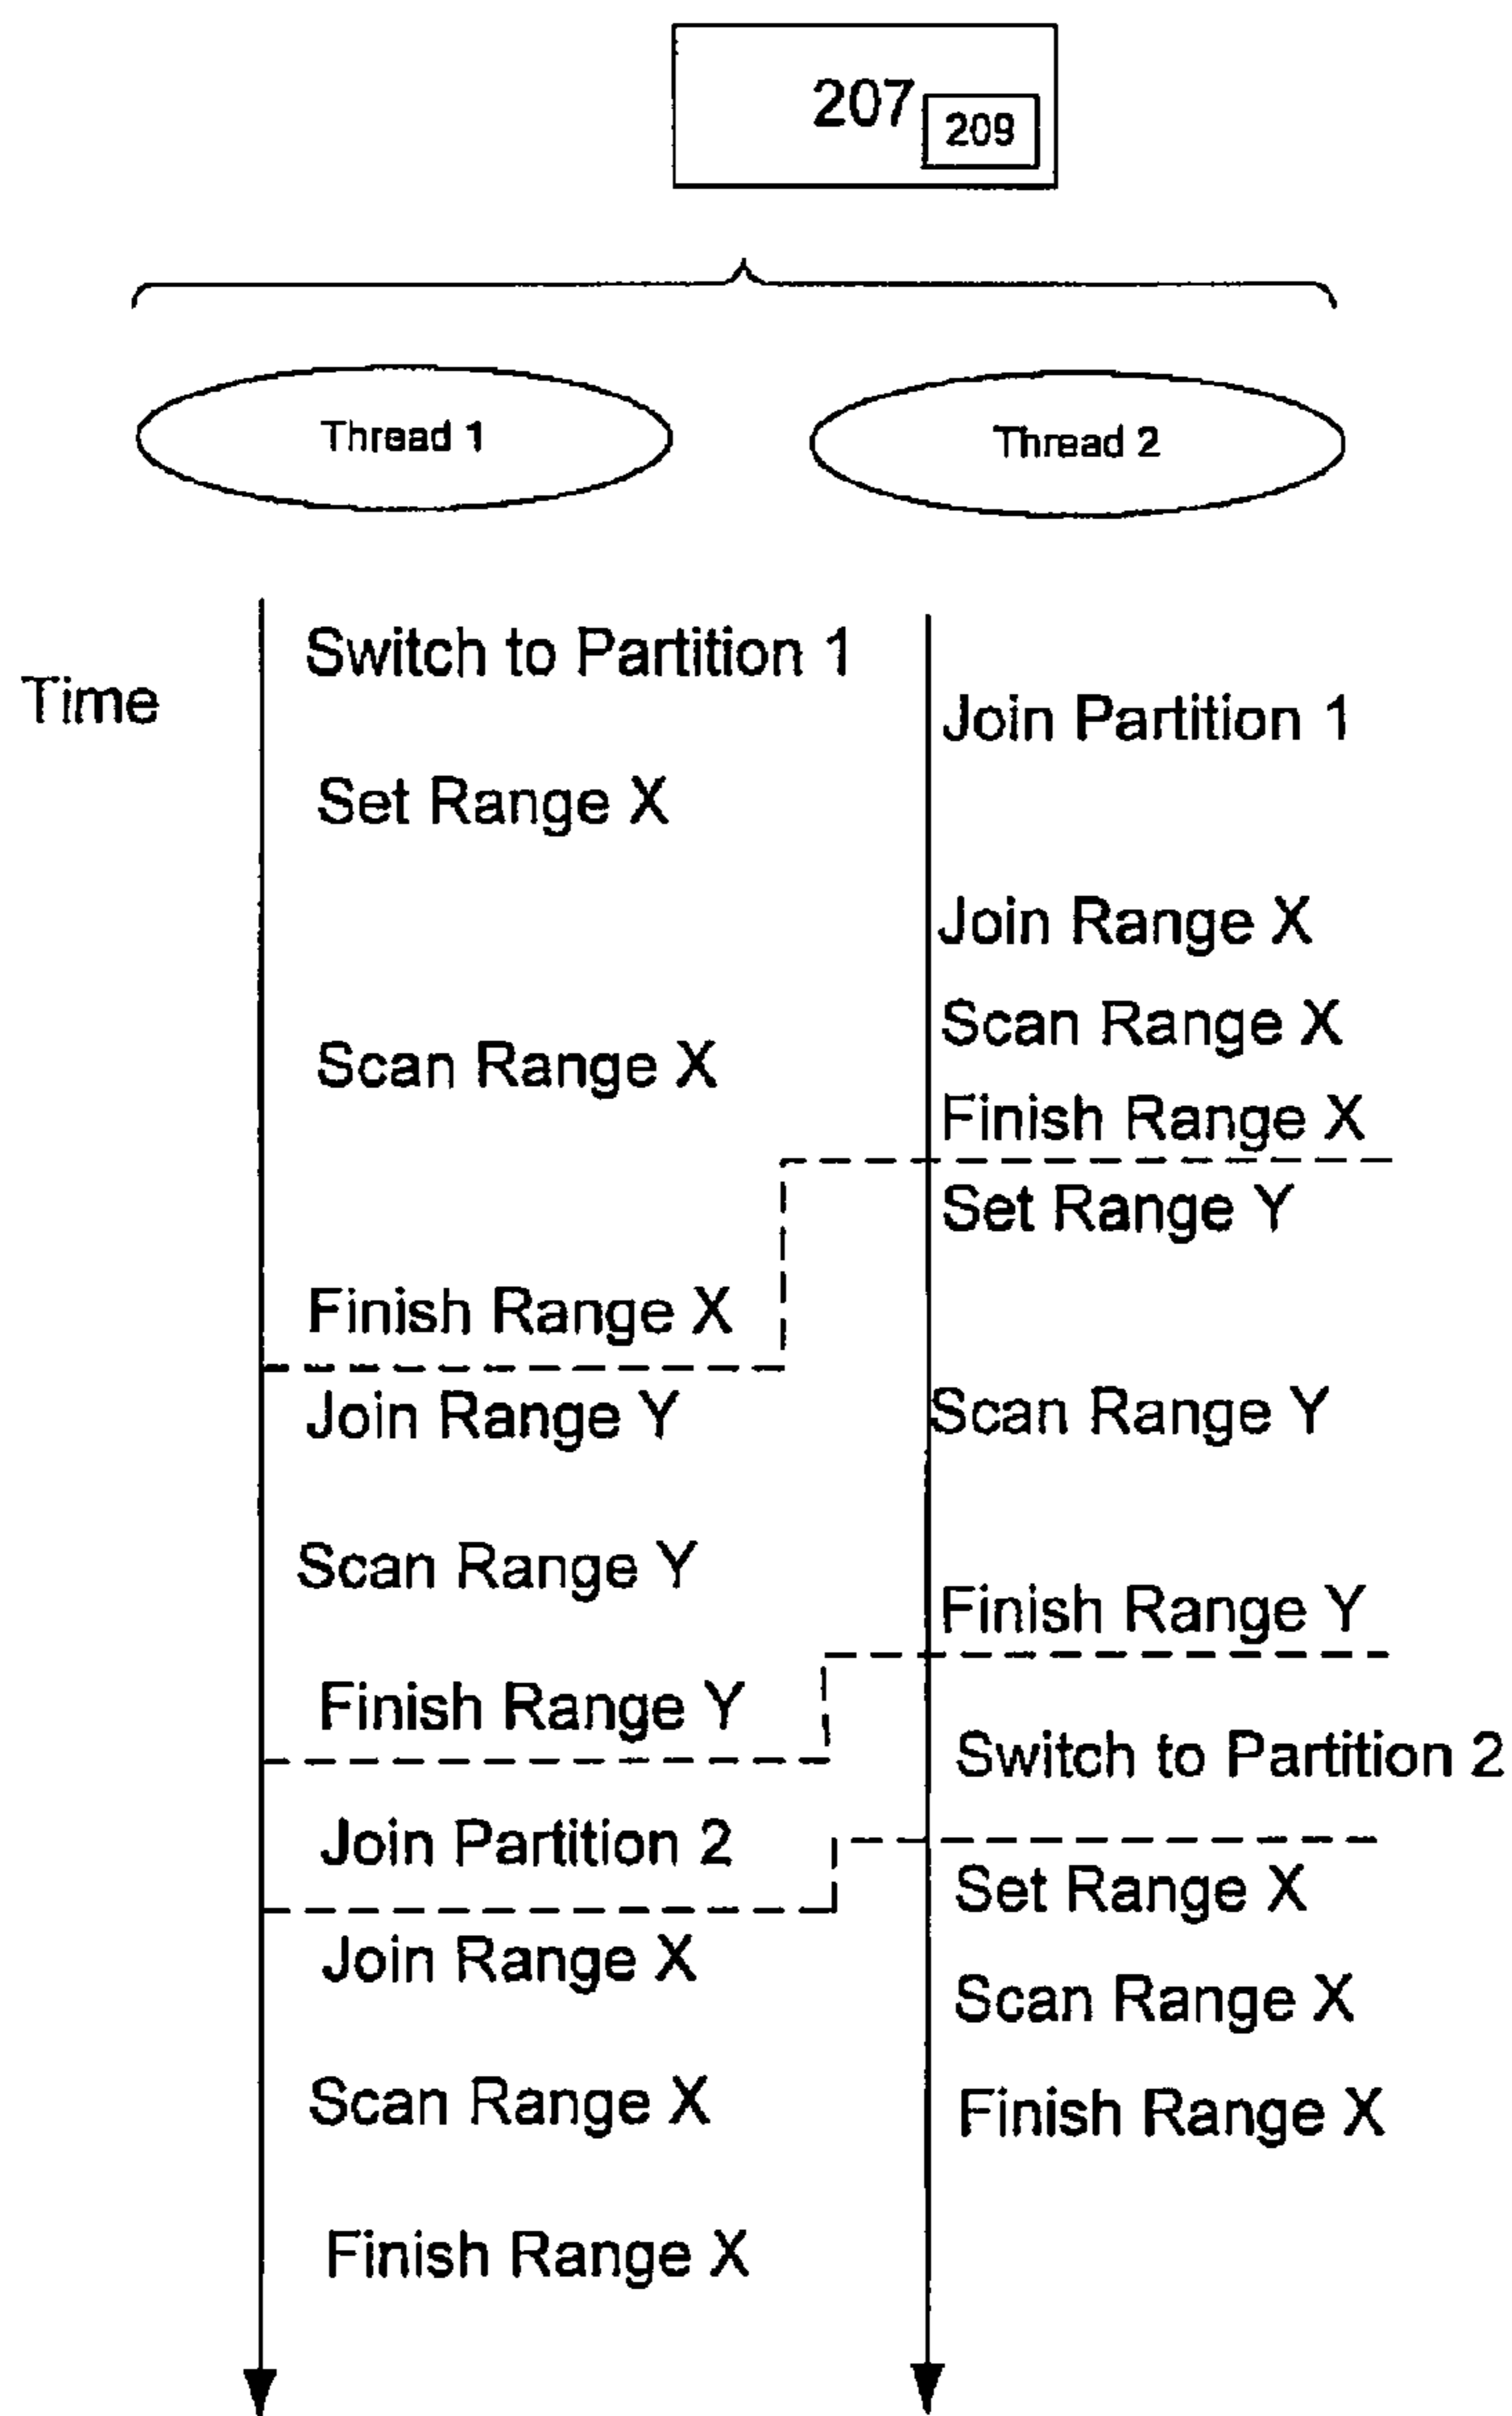 207
209
Thread 1
Thread 2
Time
Switch to Partition 1
Join Partition 1
Set Range X
Join Range X
Scan Range X
Scan Range X
Finish Range X
Set Range Y
Finish Range X
Join Range Y
Scan Range Y
Scan Range Y
Finish Range Y
Finish Range Y
Switch to Partition 2
Join Partition 2
Set Range X
Join Range X
Scan Range X
Scan Range X
Finish Range X
Finish Range X